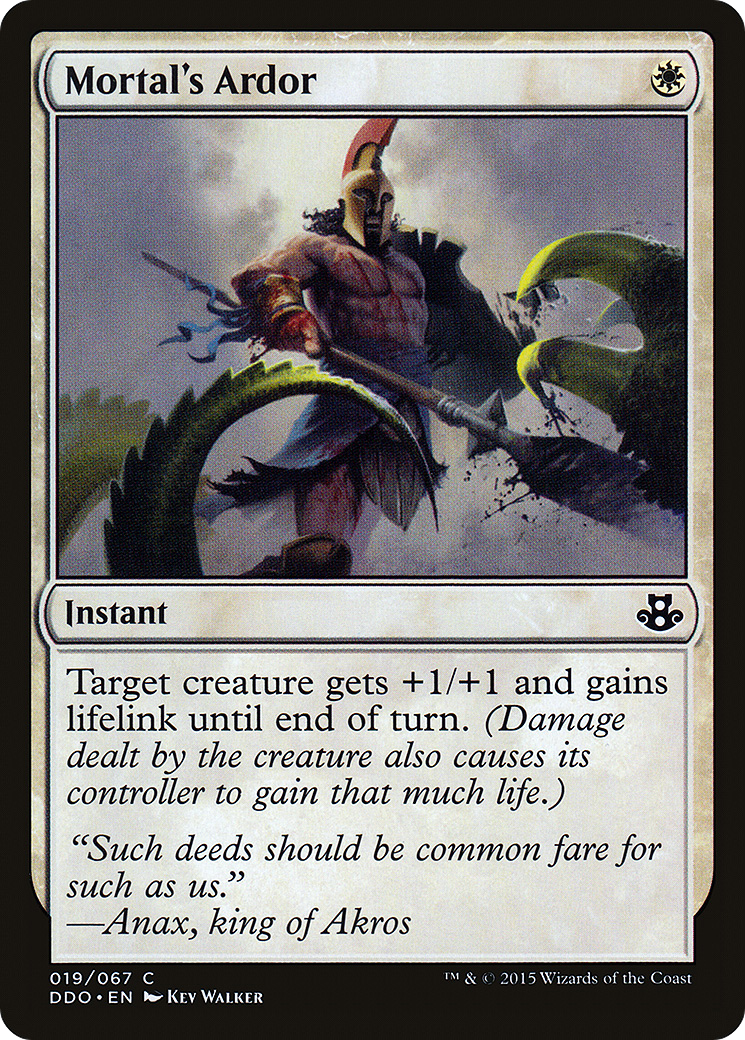 Mortal's Ardor
Instant
Target creature gets +1/+1 and gains
lifelink until end of turn. (Damage
dealt by the creature also causes its
controller to gain that much life.)
“Such deeds should be common fare for
such as us.”
—Anax, king of Akros
019/067 C
™ & © 2015 Wizards of the Coast
DDO • EN Kev Walker